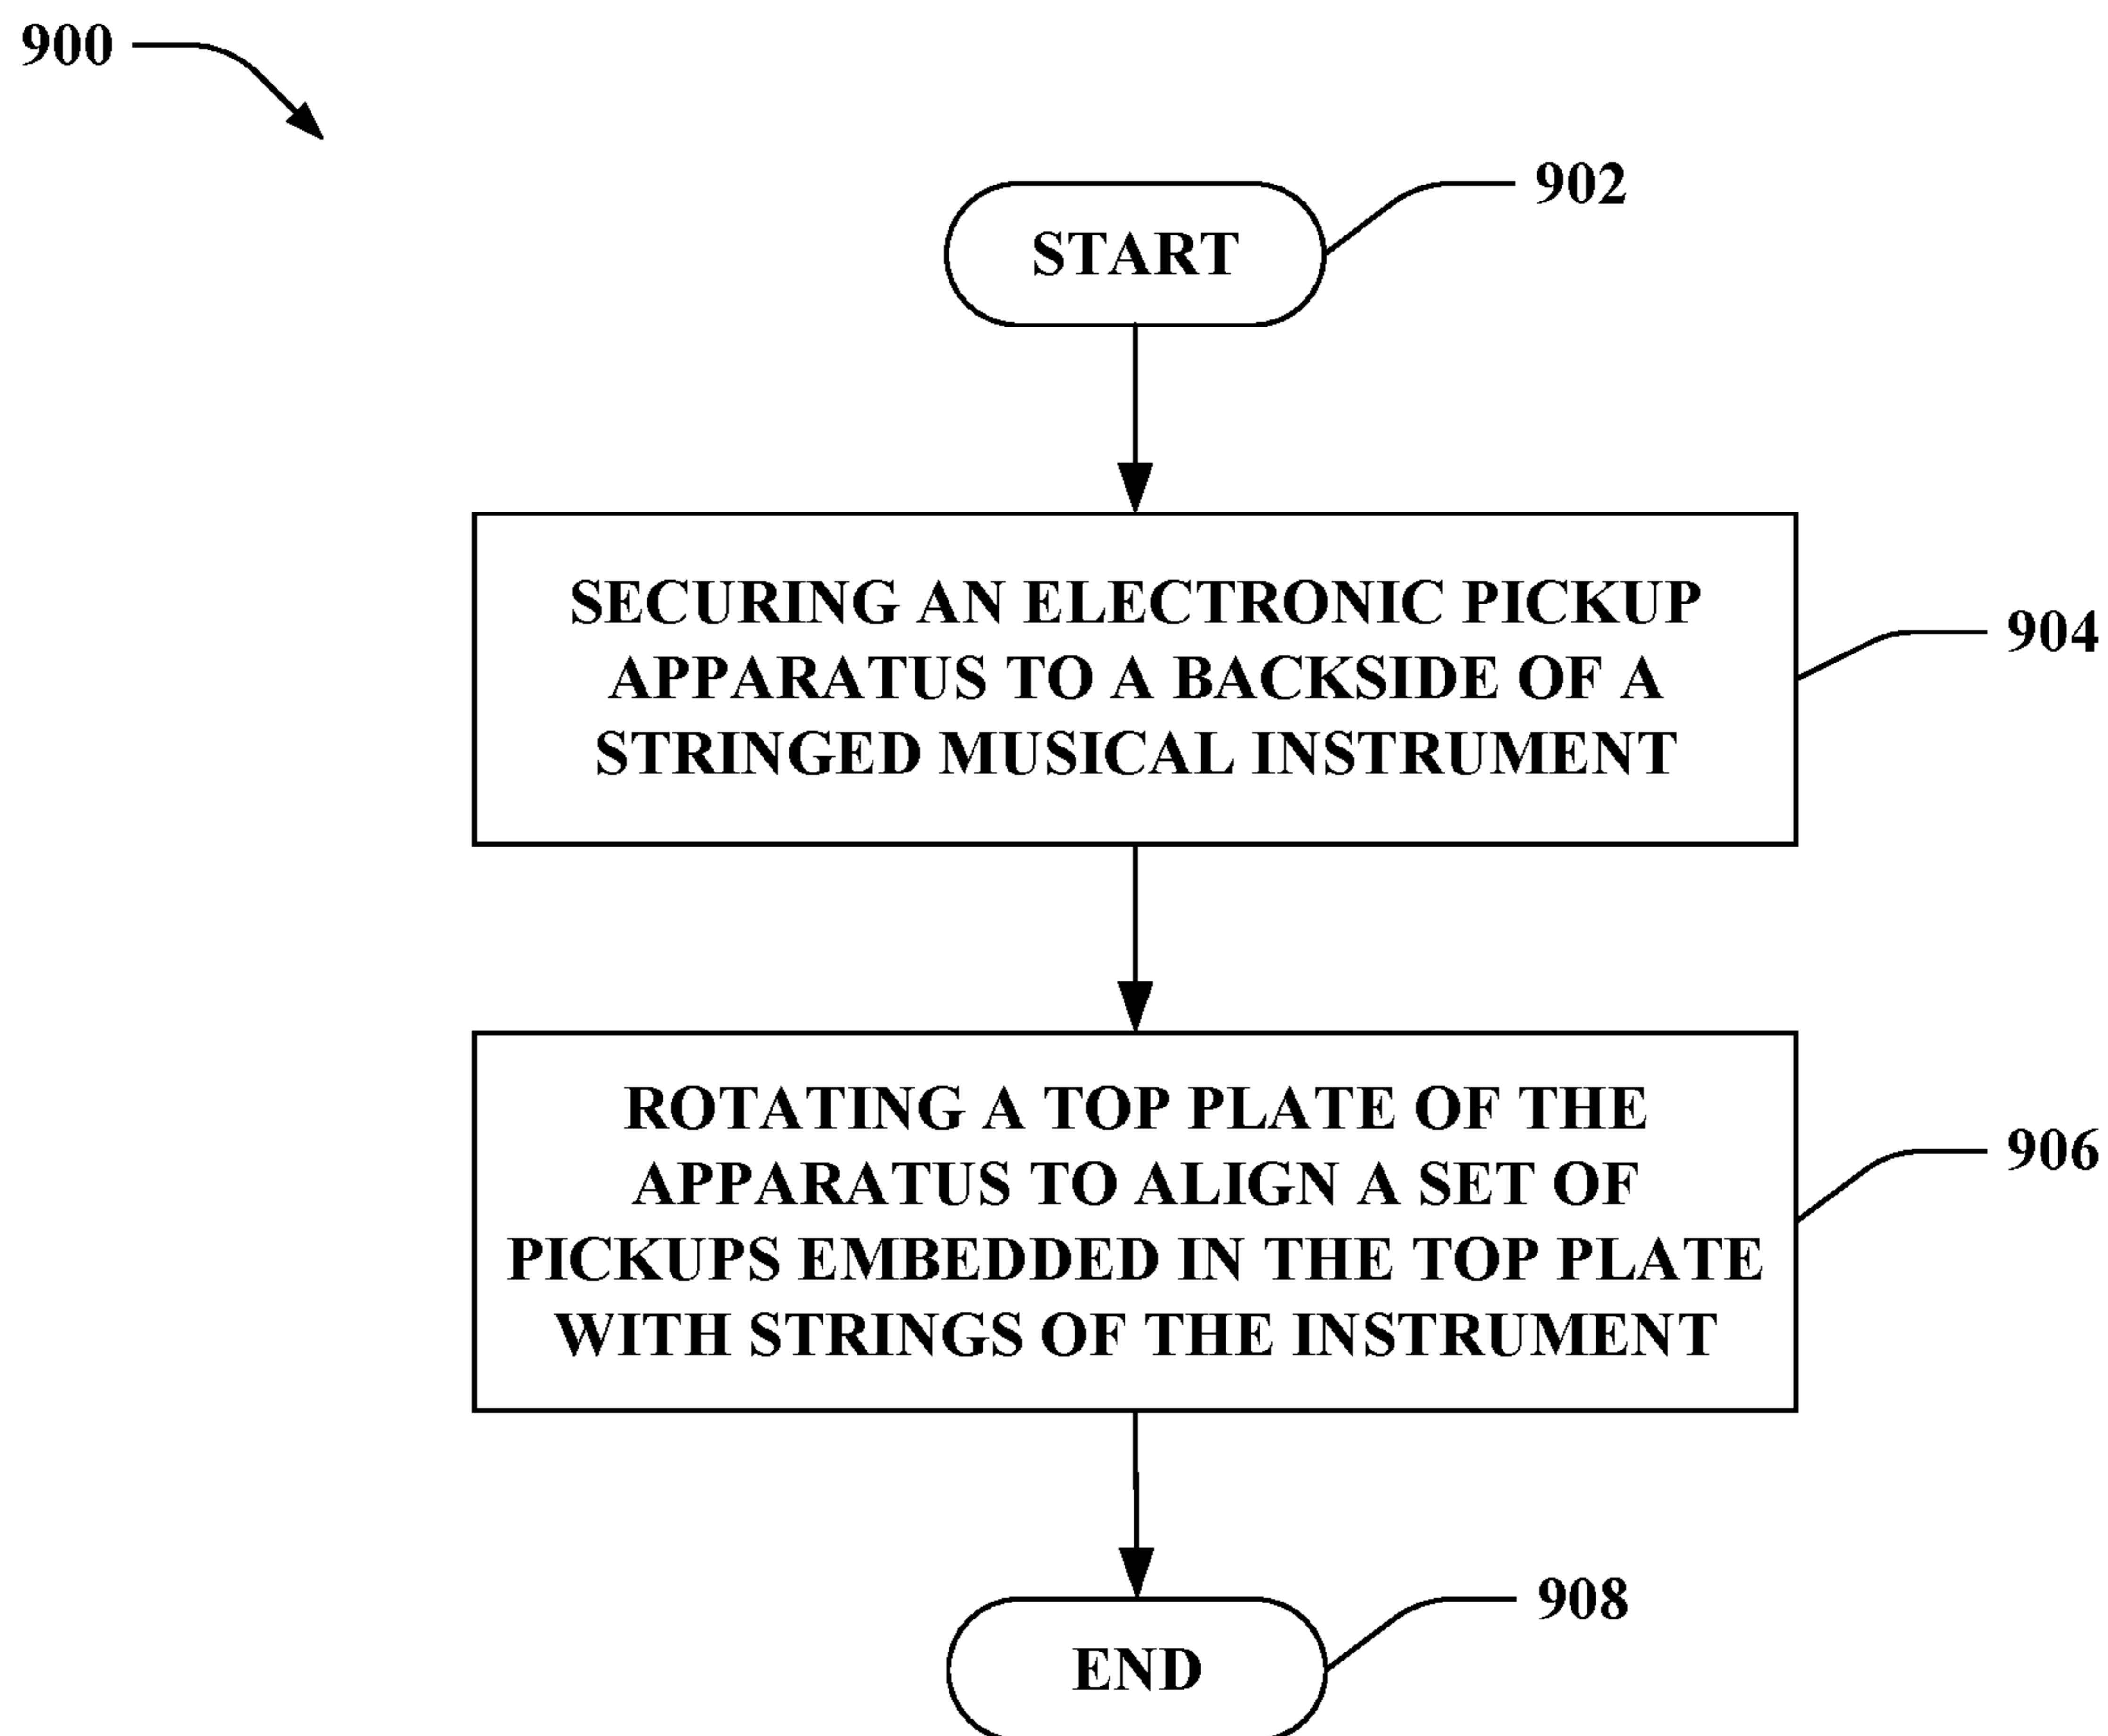 900
902
START
SECURING AN ELECTRONIC PICKUP
APPARATUS TO A BACKSIDE OF A
STRINGED MUSICAL INSTRUMENT
904
ROTATING A TOP PLATE OF THE
APPARATUS TO ALIGN A SET OF
PICKUPS EMBEDDED IN THE TOP PLATE
WITH STRINGS OF THE INSTRUMENT
906
908
END